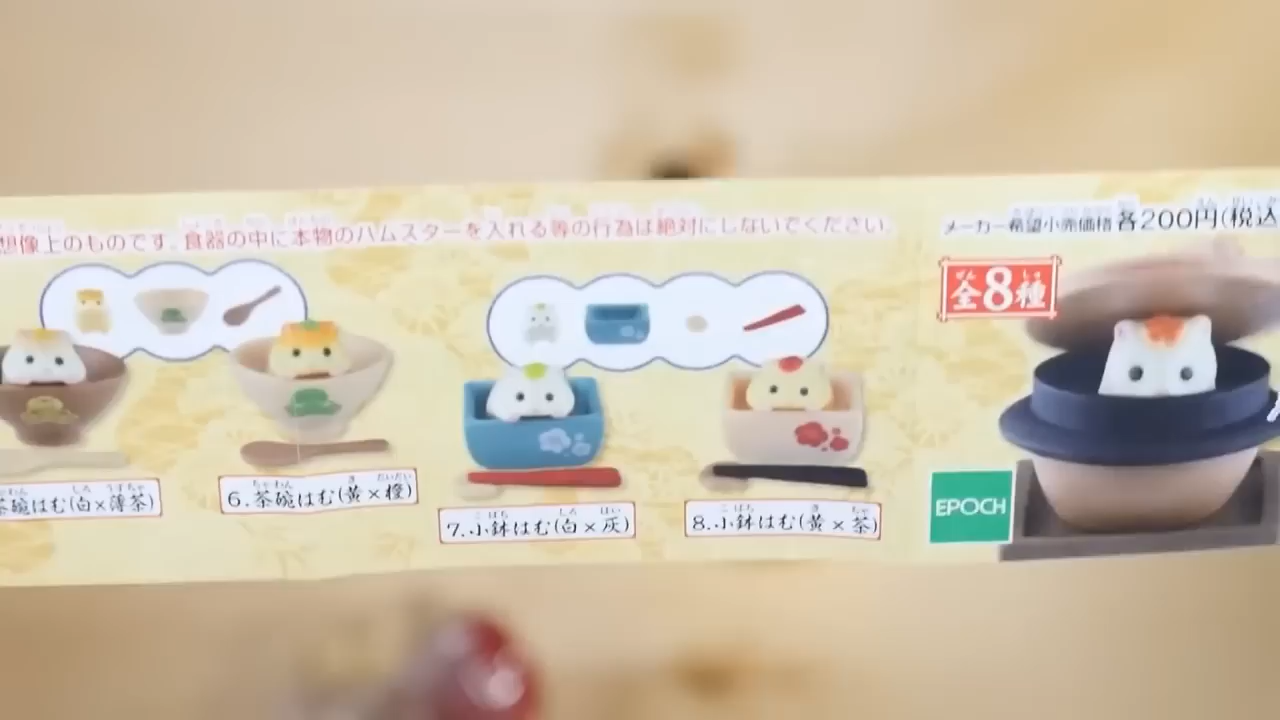 想像上のものです。食器の中に本物のハムスターを入れる等の行為は絶対にしないでください
メーカー希望小売価格 各200円(税込
全8種
茶碗はむ(白×薄茶)
6.茶碗はむ(黄×橙)
7.小鉢はむ(白×灰)
8.小鉢はむ(黄×茶)
EPOCH